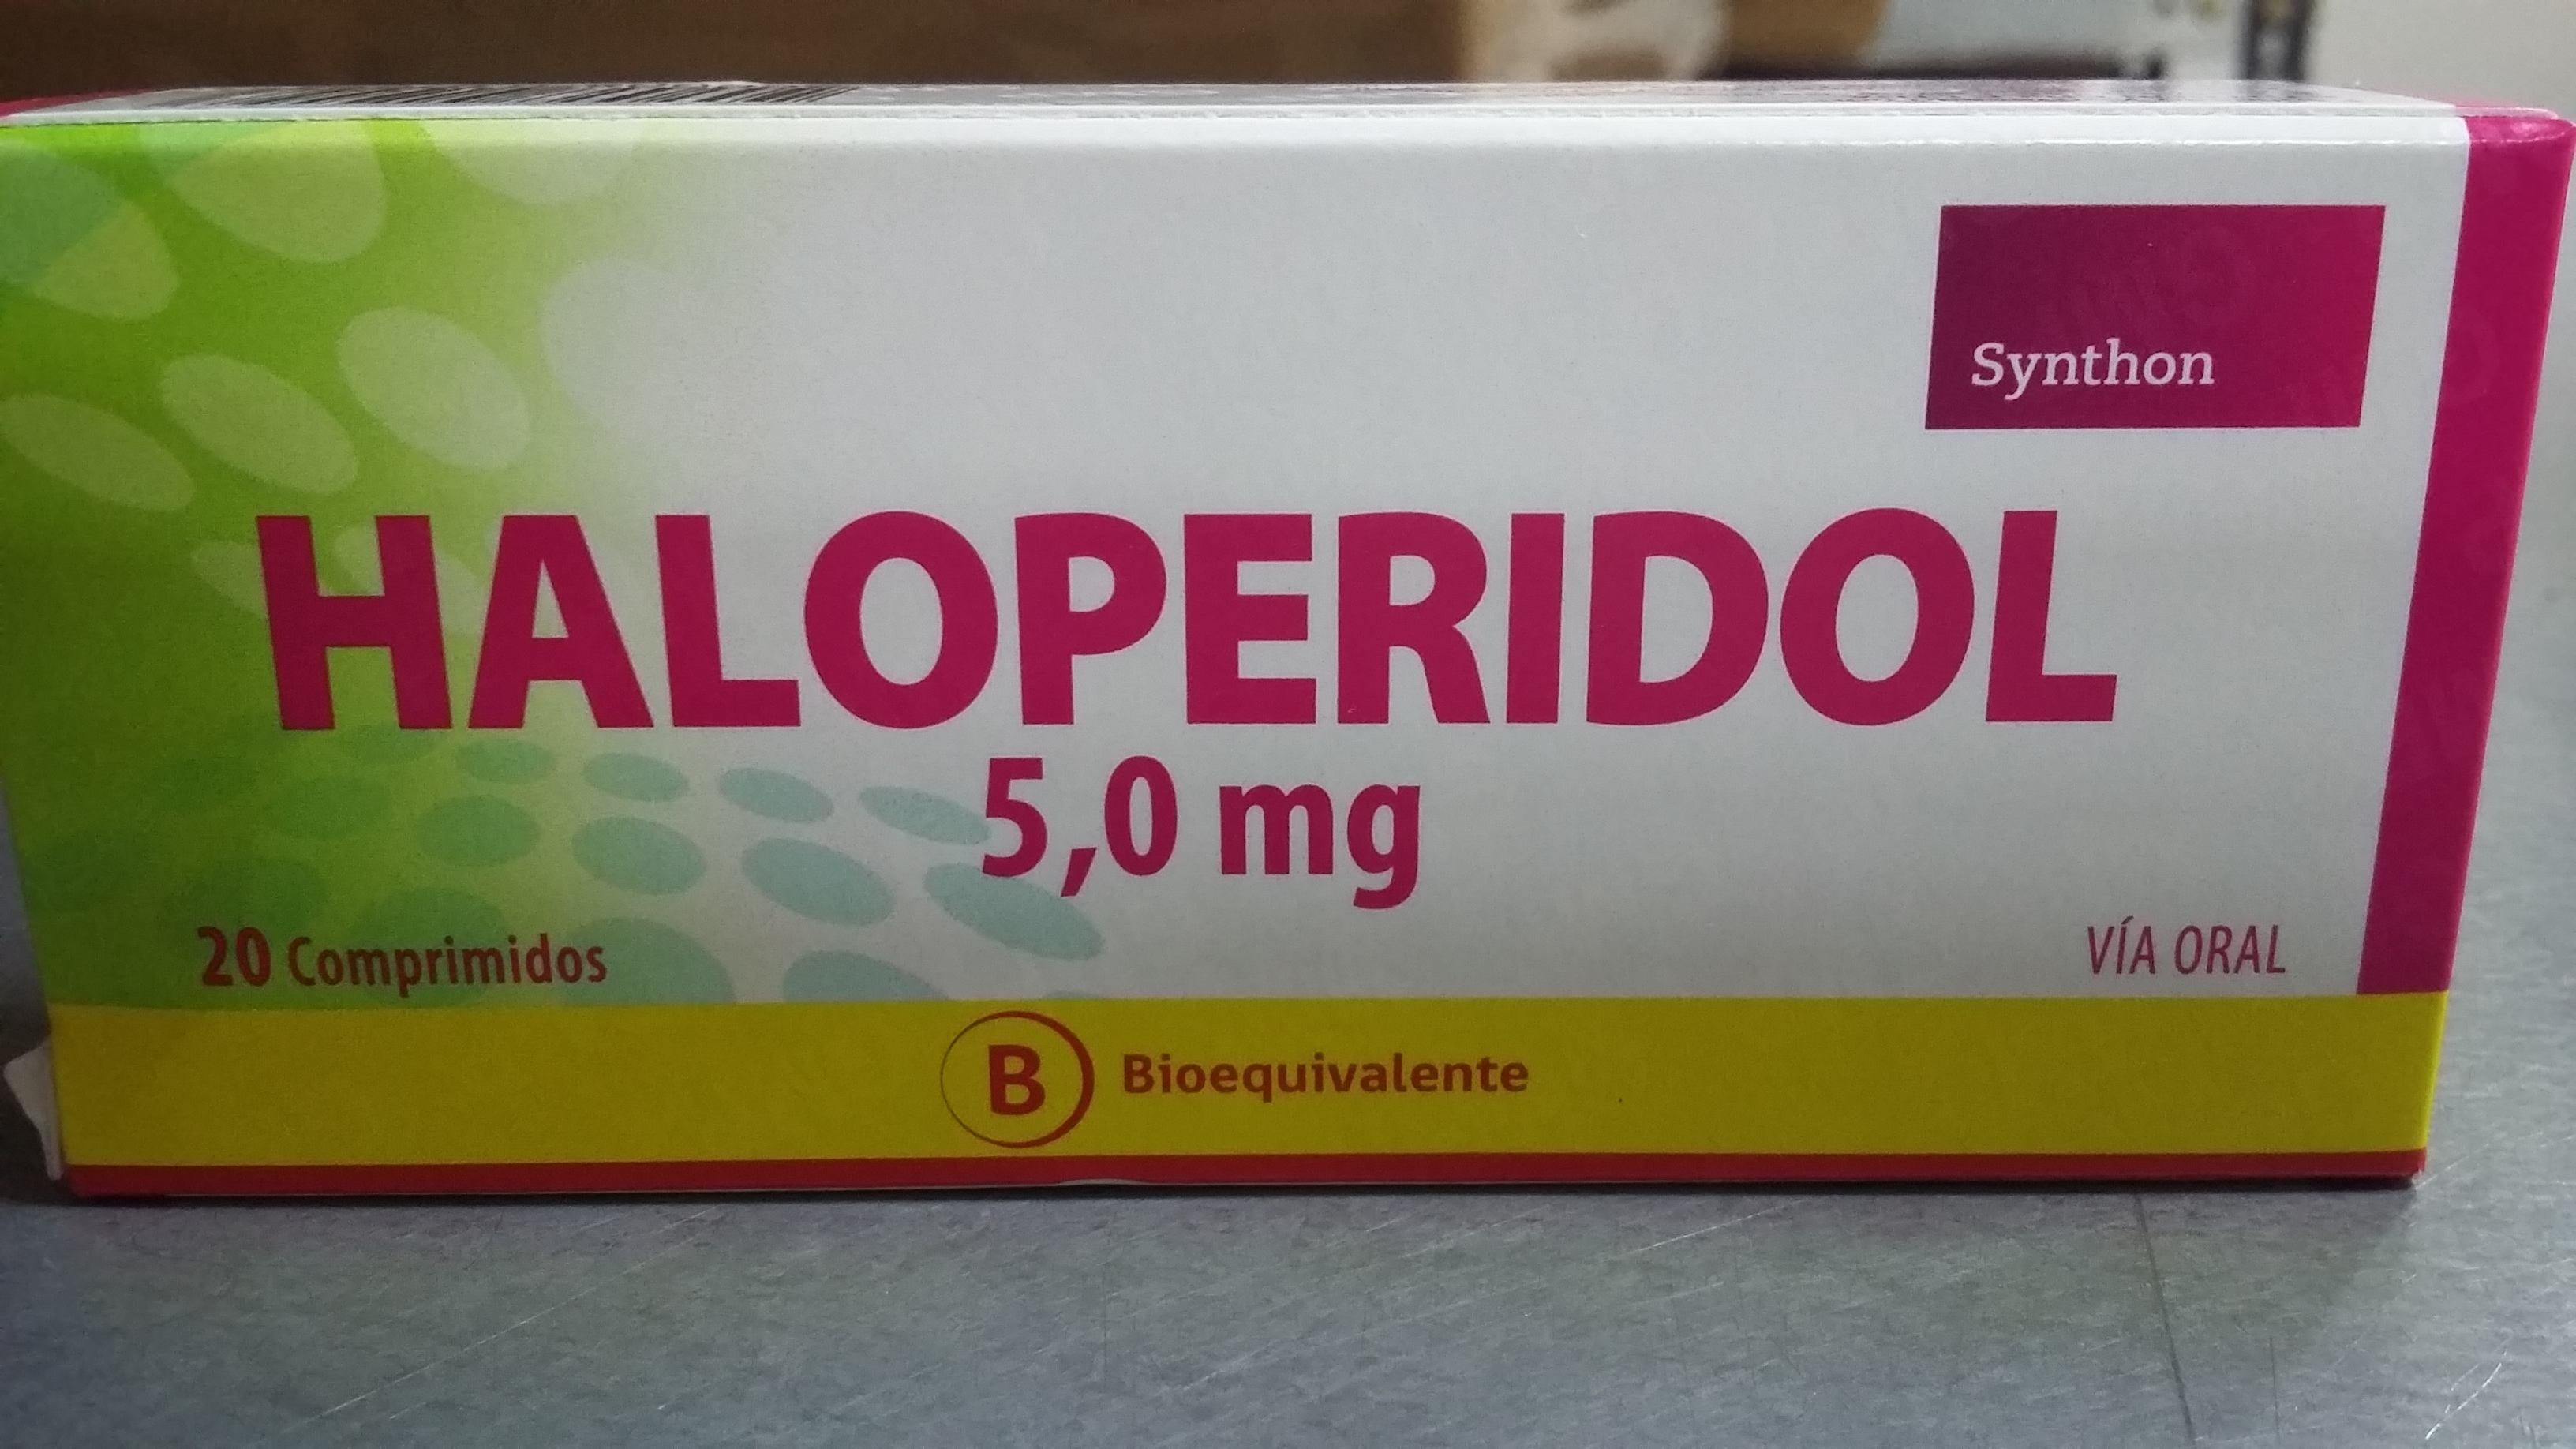 Synthon
HALOPERIDOL
5,0 mg
20 Comprimidos
VÍA ORAL
B Bioequivalente